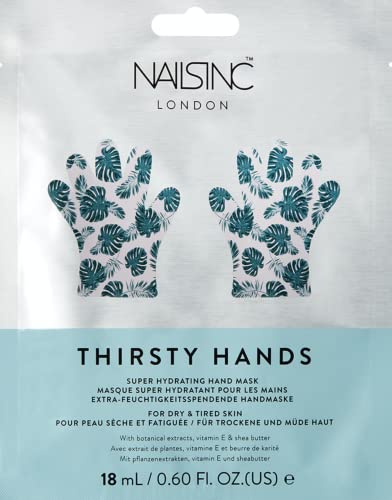 NAILSINC™
LONDON
THIRSTY HANDS
SUPER HYDRATING HAND MASK
MASQUE SUPER HYDRATANT POUR LES MAINS
EXTRA-FEUCHTIGKEITSSPENDENDE HANDMASKE
FOR DRY & TIRED SKIN
POUR PEAU SÈCHE ET FATIGUÉE / FÜR TROCKENE UND MÜDE HAUT
With botanical extracts, vitamin E & shea butter
Avec extrait de plantes, vitamine E et beurre de karité
Mit pflanzenextrakten, vitamin E und sheabutter
18 mL / 0.60 FL. OZ.(US) ℮